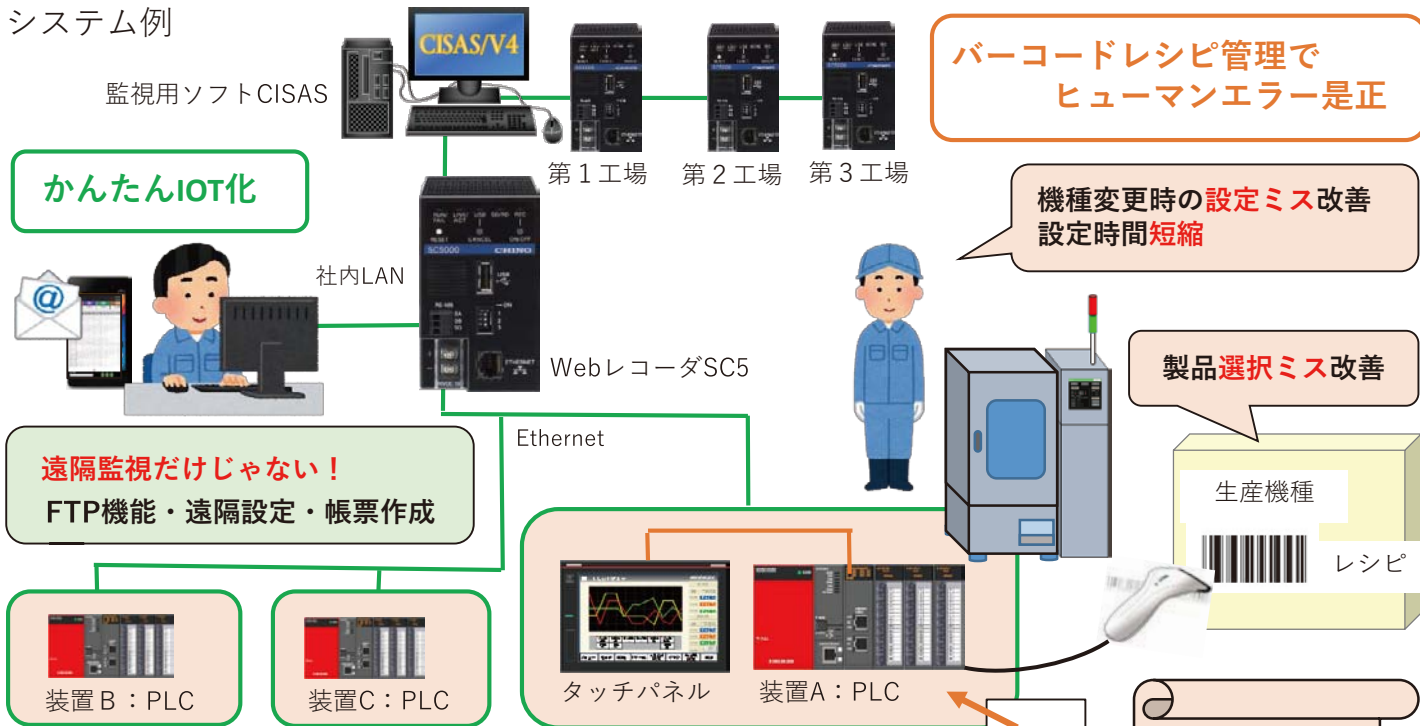 システム例
監視用ソフトCISAS
CISAS/V4
第1工場
第2工場
第3工場
バーコードレシピ管理で
ヒューマンエラー是正
かんたんIOT化
機種変更時の設定ミス改善
設定時間短縮
社内LAN
SC5000
CHINO
USB
RESET
ETHERNET
WebレコーダSC5
製品選択ミス改善
Ethernet
遠隔監視だけじゃない!
FTP機能・遠隔設定・帳票作成
生産機種
レシピ
装置B:PLC
装置C:PLC
タッチパネル
装置A:PLC